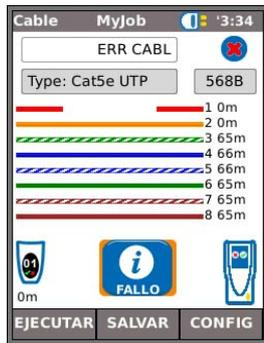 Cable MyJob '3:34
ERR CABL
Type: Cat5e UTP 568B
1 0m
2 0m
3 65m
4 66m
5 66m
6 65m
7 65m
8 65m
01
i
0m
FALLO
EJECUTAR SALVAR CONFIG